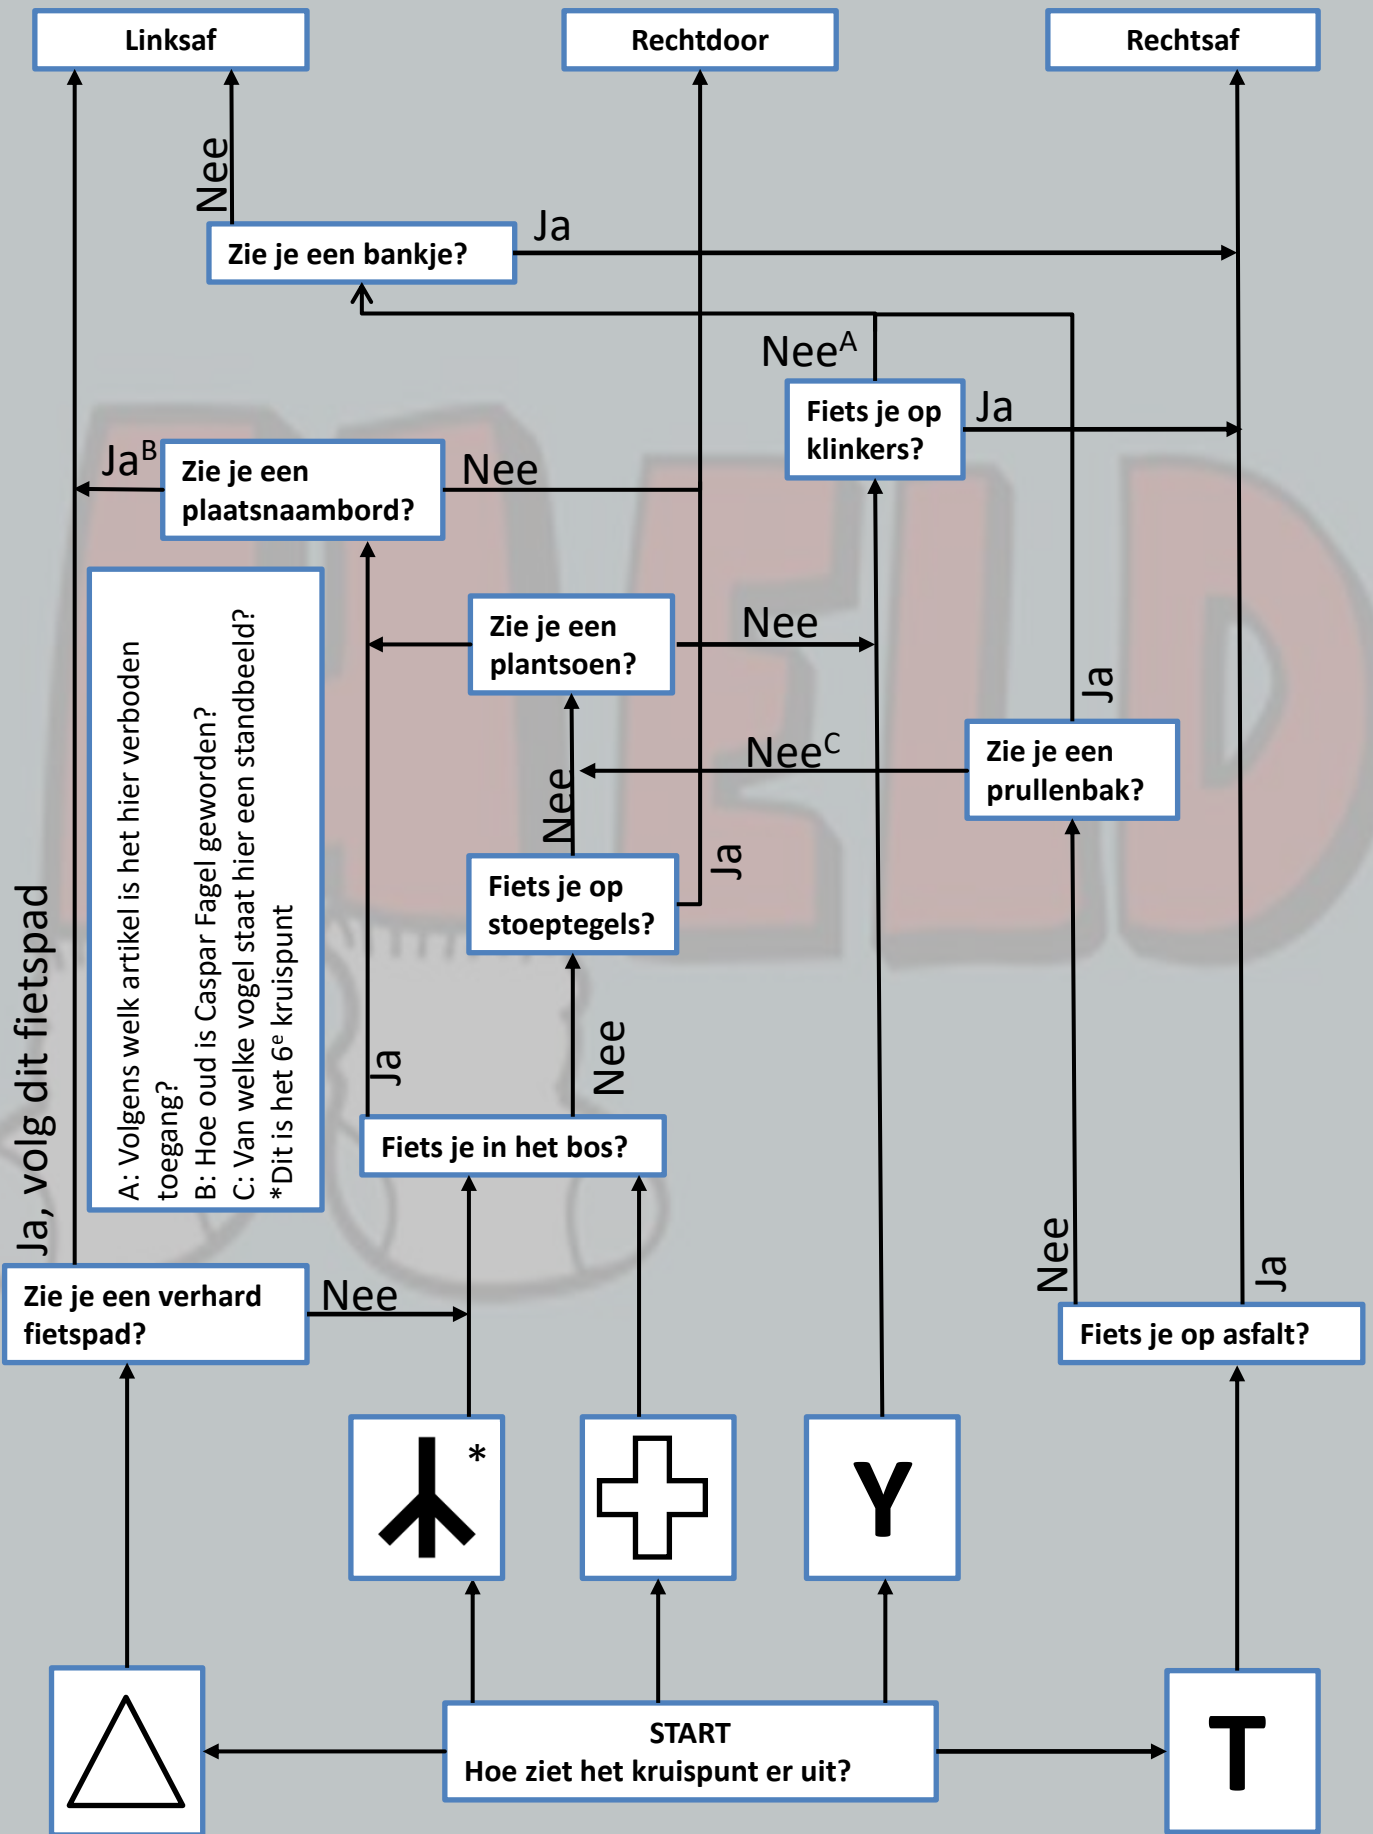 Linksaf
Rechtdoor
Rechtsaf
Nee
Ja
Zie je een bankje?
Nee^A
Fiets je op
klinkers?
Ja
Ja^B
Zie je een
plaatsnaambord?
Nee
A: Volgens welk artikel is het hier verboden
toegang?
B: Hoe oud is Caspar Fagel geworden?
C: Van welke vogel staat hier een standbeeld?
*Dit is het 6e kruispunt
Zie je een
plantsoen?
Nee
Ja
Nee^C
Zie je een
prullenbak?
Nee
Ja
Fiets je op
stoeptegels?
Ja, volg dit fietspad
Ja
Nee
Fiets je in het bos?
Nee
Ja
Zie je een verhard
fietspad?
Nee
Fiets je op asfalt?
*
Y
T
START
Hoe ziet het kruispunt er uit?